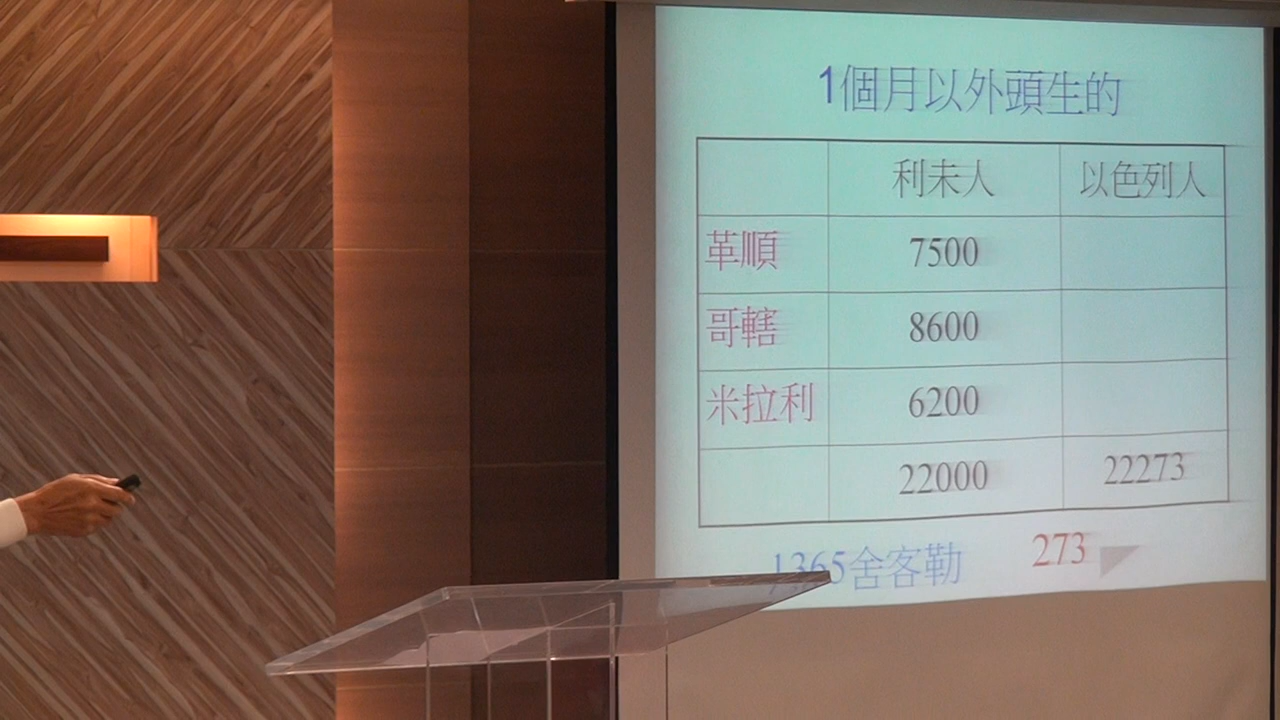 1個月以外頭生的
利未人 以色列人
革順 7500
哥轄 8600
米拉利 6200
22000 22273
1365舍客勒 273